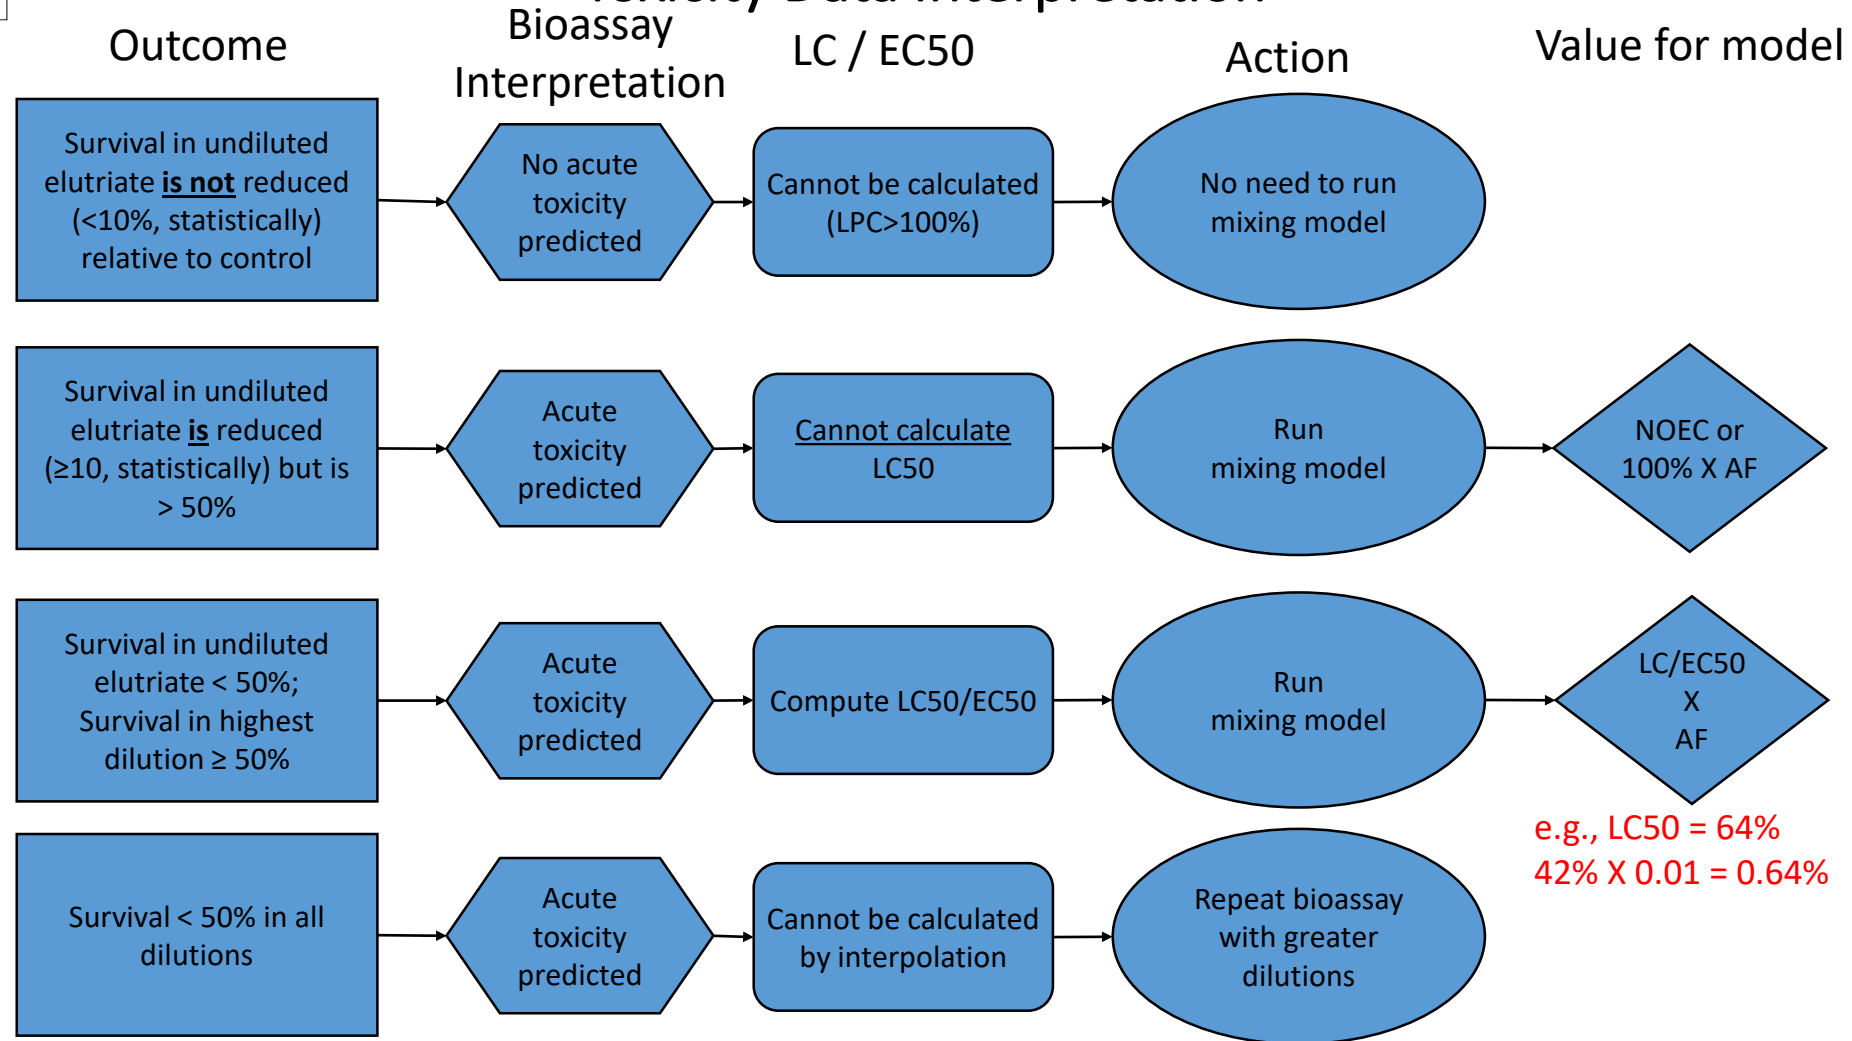 Toxicity Data Interpretation
Outcome
Bioassay
Interpretation
LC / EC50
Action
Value for model
Survival in undiluted
elutriate is not reduced
(<10%, statistically)
relative to control
No acute
toxicity
predicted
Cannot be calculated
(LPC>100%)
No need to run
mixing model
Survival in undiluted
elutriate is reduced
(≥10, statistically) but is
> 50%
Acute
toxicity
predicted
Cannot calculate
LC50
Run
mixing model
NOEC or
100% X AF
Survival in undiluted
elutriate < 50%;
Survival in highest
dilution ≥ 50%
Acute
toxicity
predicted
Compute LC50/EC50
Run
mixing model
LC/EC50
X
AF
e.g., LC50 = 64%
42% X 0.01 = 0.64%
Survival < 50% in all
dilutions
Acute
toxicity
predicted
Cannot be calculated
by interpolation
Repeat bioassay
with greater
dilutions